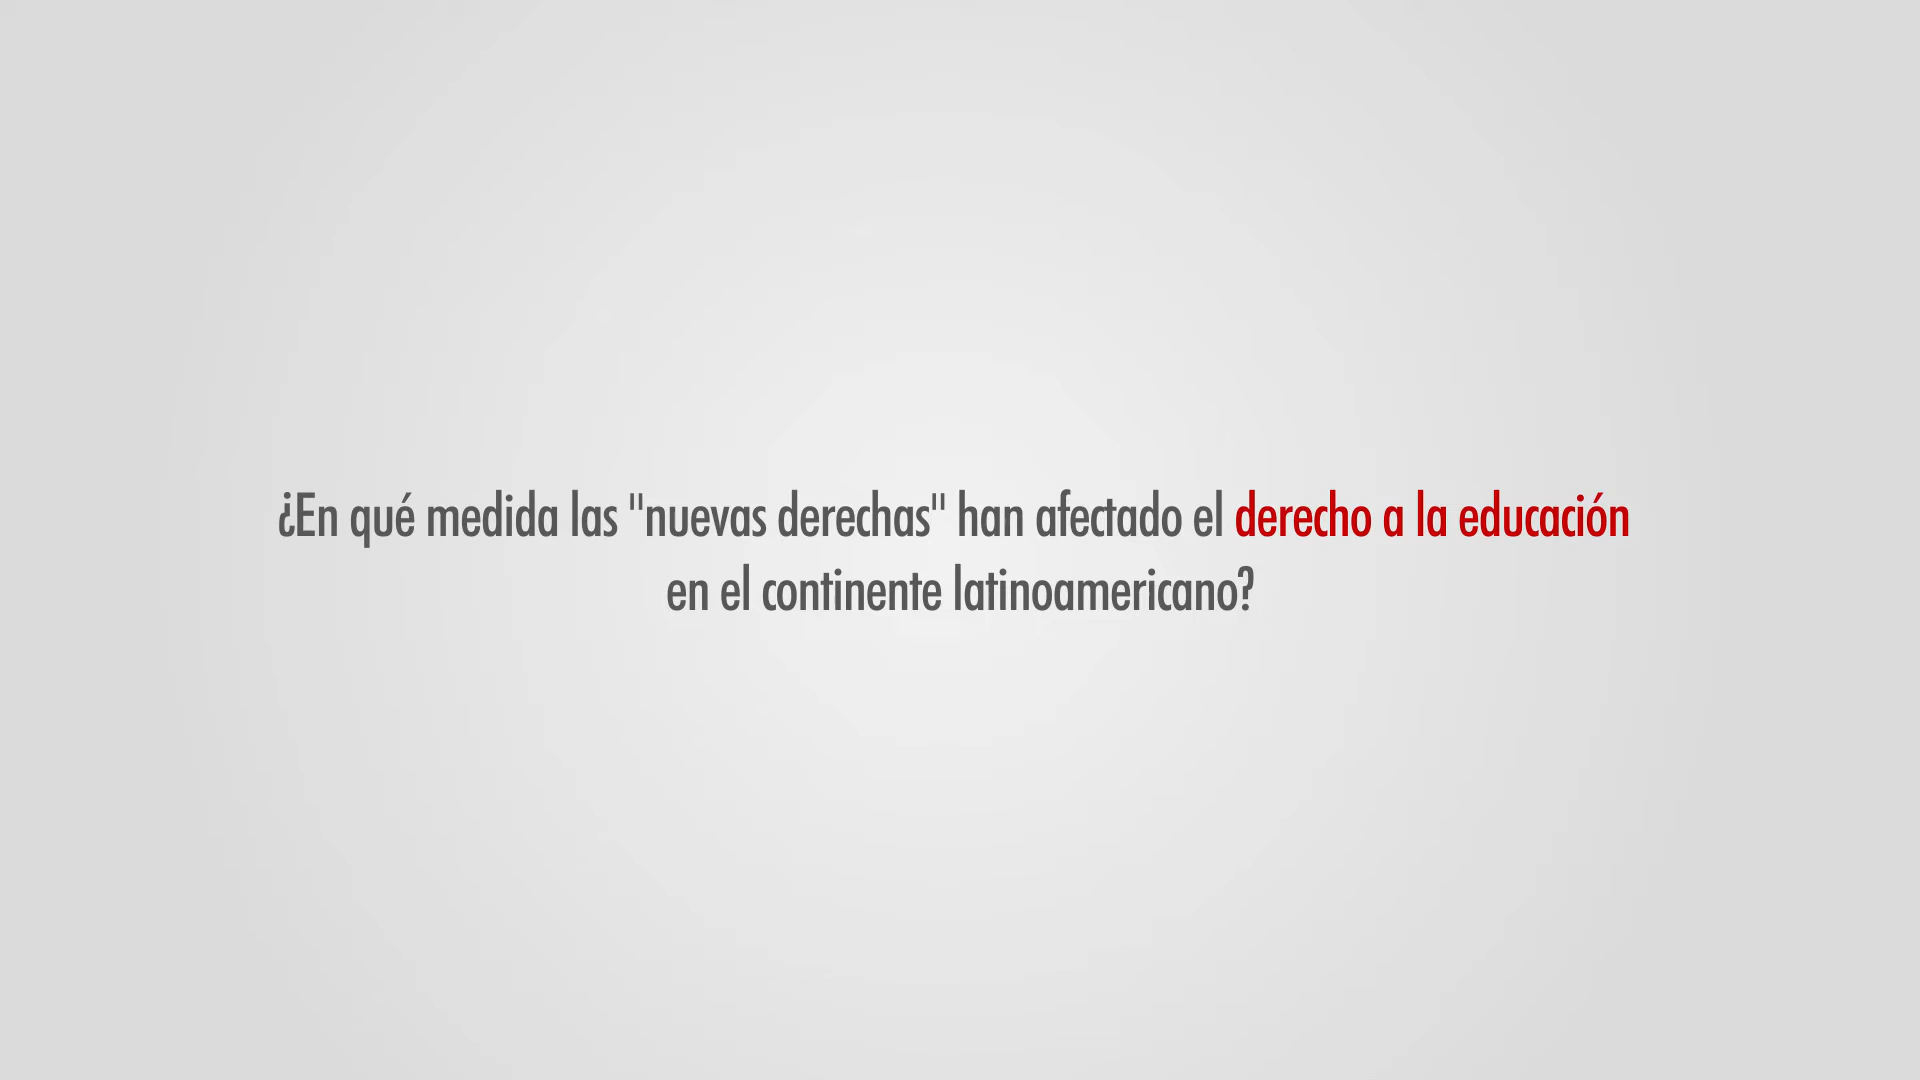 ¿En qué medida las "nuevas derechas" han afectado el derecho a la educación
en el continente latinoamericano?